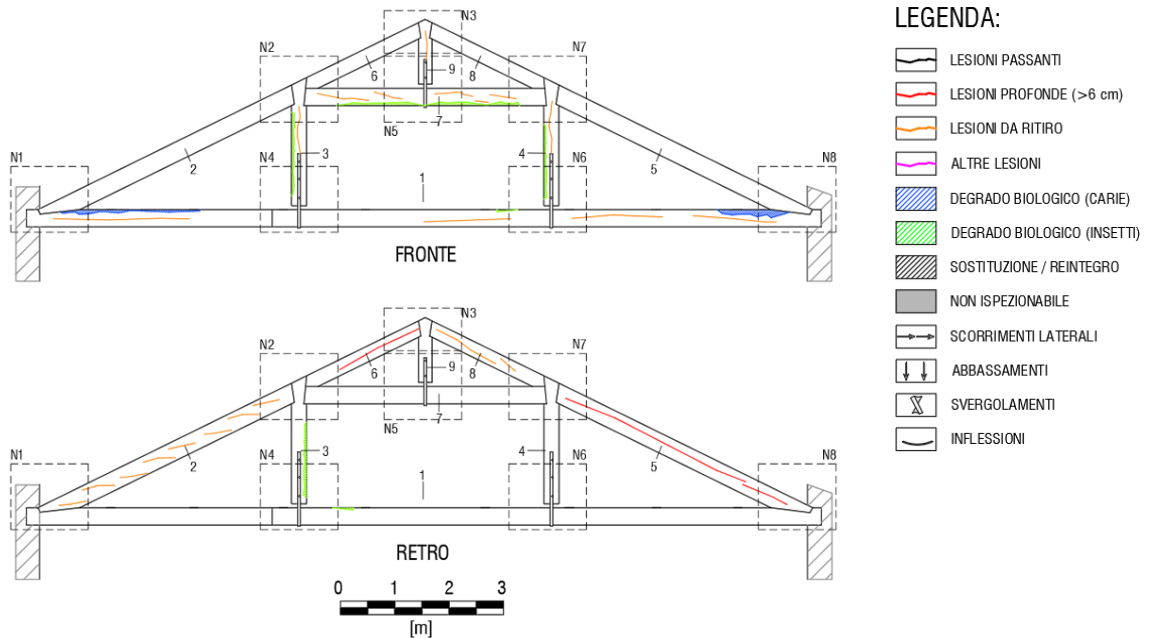 N3
N2
N7
6
8
9
N5
7
N1
N4
3
4
N6
N8
2
1
5
FRONTE
N3
N2
N7
6
8
9
N5
7
N1
N4
3
4
N6
N8
2
1
5
RETRO
0 1 2 3
[m]
LEGENDA:
LESIONI PASSANTI
LESIONI PROFONDE (>6 cm)
LESIONI DA RITIRO
ALTRE LESIONI
DEGRADO BIOLOGICO (CARIE)
DEGRADO BIOLOGICO (INSETTI)
SOSTITUZIONE / REINTEGRO
NON ISPEZIONABILE
SCORRIMENTI LATERALI
ABBASSAMENTI
SVERGOLAMENTI
INFLESSIONI